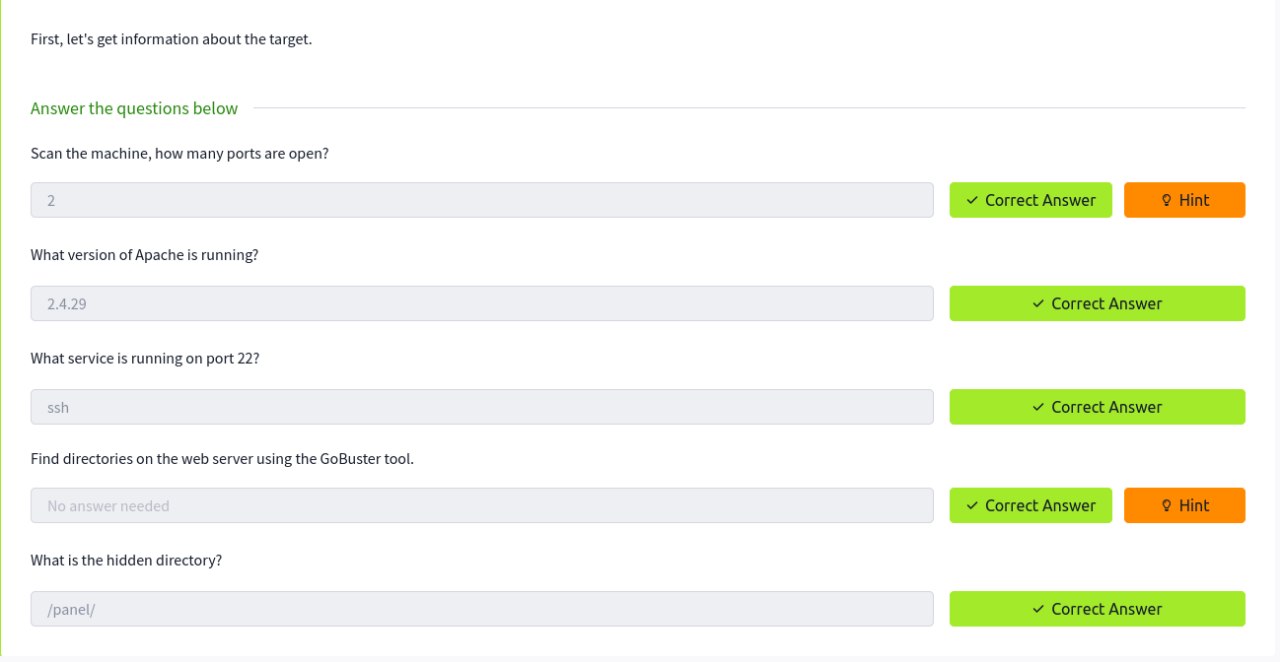 First, let's get information about the target.
Answer the questions below
Scan the machine, how many ports are open?
2
Correct Answer
Hint
What version of Apache is running?
2.4.29
Correct Answer
What service is running on port 22?
ssh
Correct Answer
Find directories on the web server using the GoBuster tool.
No answer needed
Correct Answer
Hint
What is the hidden directory?
/panel/
Correct Answer